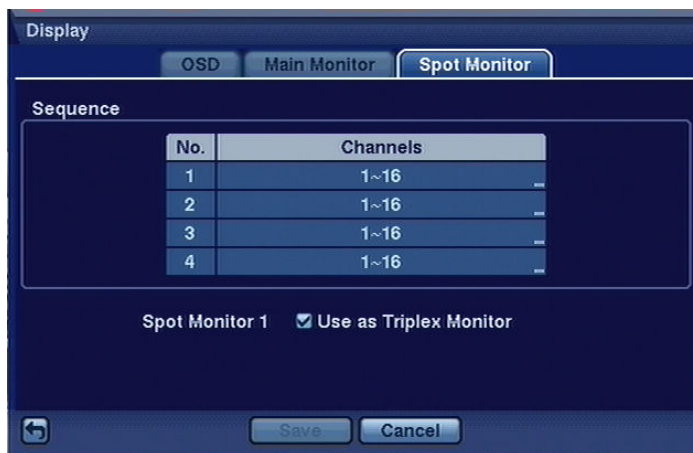 Display
OSD Main Monitor Spot Monitor
Sequence
No. Channels
1 1~16
2 1~16
3 1~16
4 1~16
Spot Monitor 1 Use as Triplex Monitor
Save Cancel